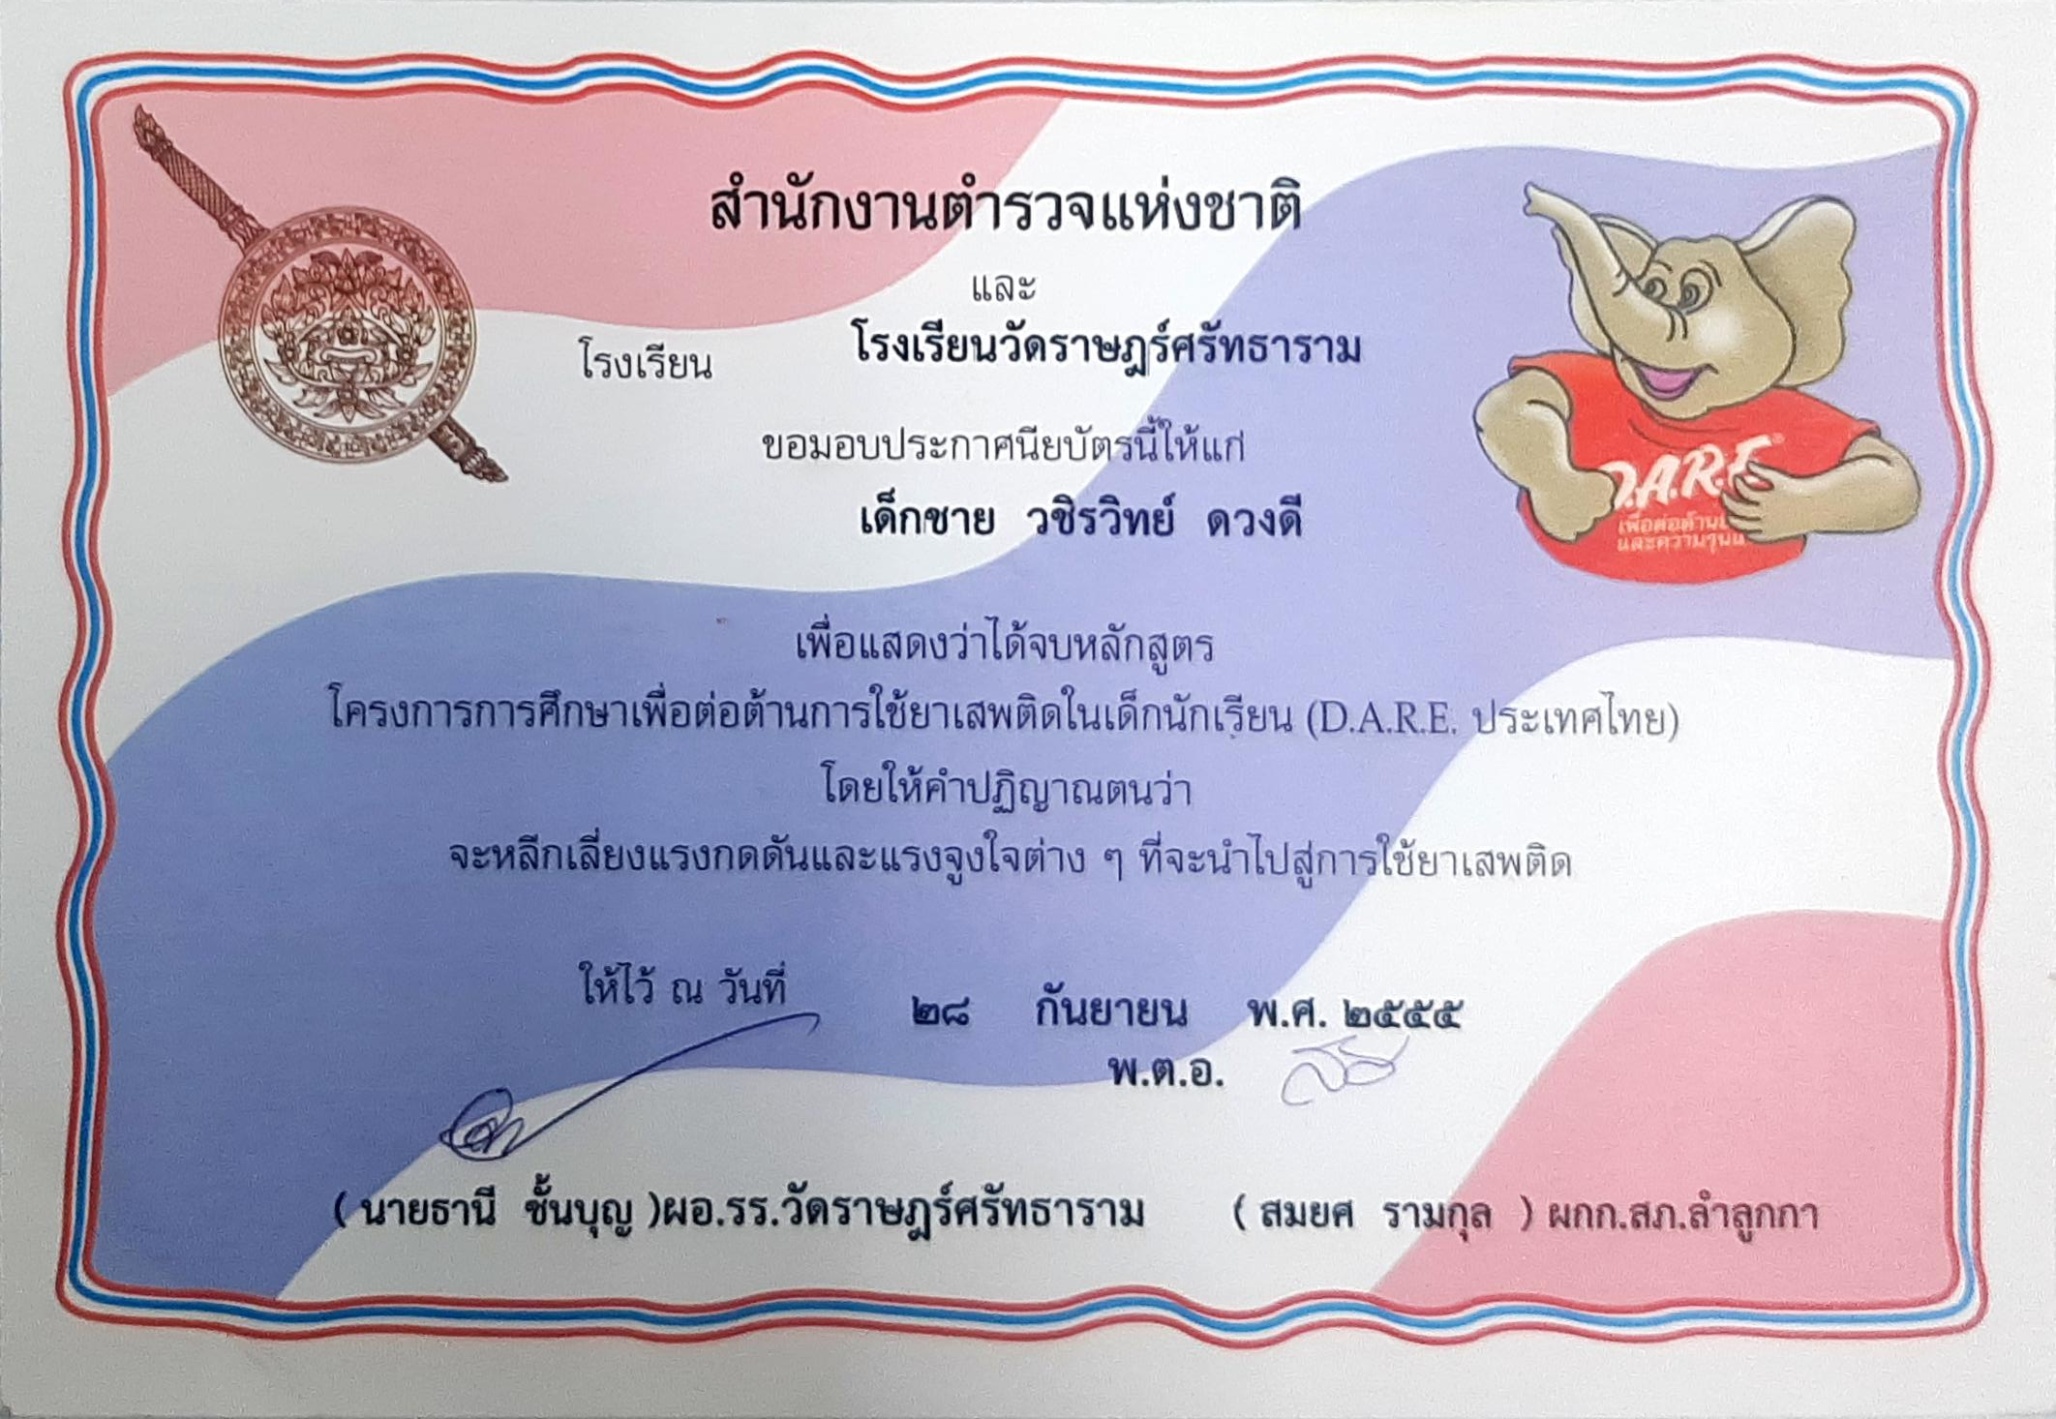 สำนักงานตำรวจแห่งชาติ
และ
โรงเรียน โรงเรียนวัดราษฎร์ศรัทธาราม
ขอมอบประกาศนียบัตรนี้ให้แก่
เด็กชาย วชิรวิทย์ ดวงดี
D.A.R.E.®
เพื่อต่อต้าน
และความรุน
เพื่อแสดงว่าได้จบหลักสูตร
โครงการการศึกษาเพื่อต่อต้านการใช้ยาเสพติดในเด็กนักเรียน (D.A.R.E. ประเทศไทย)
โดยให้คำปฏิญาณตนว่า
จะหลีกเลี่ยงแรงกดดันและแรงจูงใจต่าง ๆ ที่จะนำไปสู่การใช้ยาเสพติด
ให้ไว้ ณ วันที่ ๒๘ กันยายน พ.ศ. ๒๕๕๕
พ.ต.อ.
( นายธานี ชั้นบุญ )ผอ.รร.วัดราษฎร์ศรัทธาราม ( สมยศ รามกุล ) ผกก.สภ.ลำลูกกา